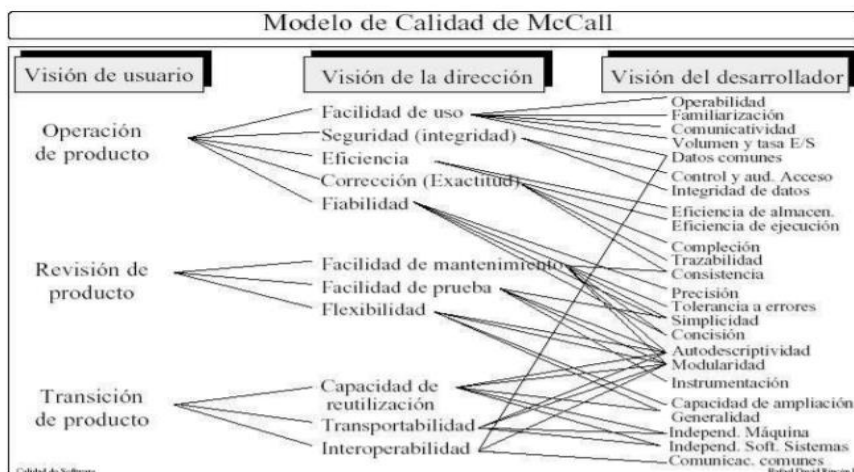 Modelo de Calidad de McCall
Visión de usuario
Visión de la dirección
Visión del desarrollador
Operación
de producto
Facilidad de uso
Seguridad (integridad)
Eficiencia
Corrección (Exactitud)
Fiabilidad
Revisión de
producto
Facilidad de mantenimiento
Facilidad de prueba
Flexibilidad
Transición
de producto
Capacidad de
reutilización
Transportabilidad
Interoperabilidad
Operabilidad
Familiarización
Comunicatividad
Volumen y tasa E/S
Datos comunes
Control y aud. Acceso
Integridad de datos
Eficiencia de almacen.
Eficiencia de ejecución
Compleción
Trazabilidad
Consistencia
Precisión
Tolerancia a errores
Simplicidad
Concisión
Autodescriptividad
Modularidad
Instrumentación
Capacidad de ampliación
Generalidad
Independ. Máquina
Independ. Soft. Sistemas
Comunicac. comunes
Calidad de Software
Rafael David Rincón